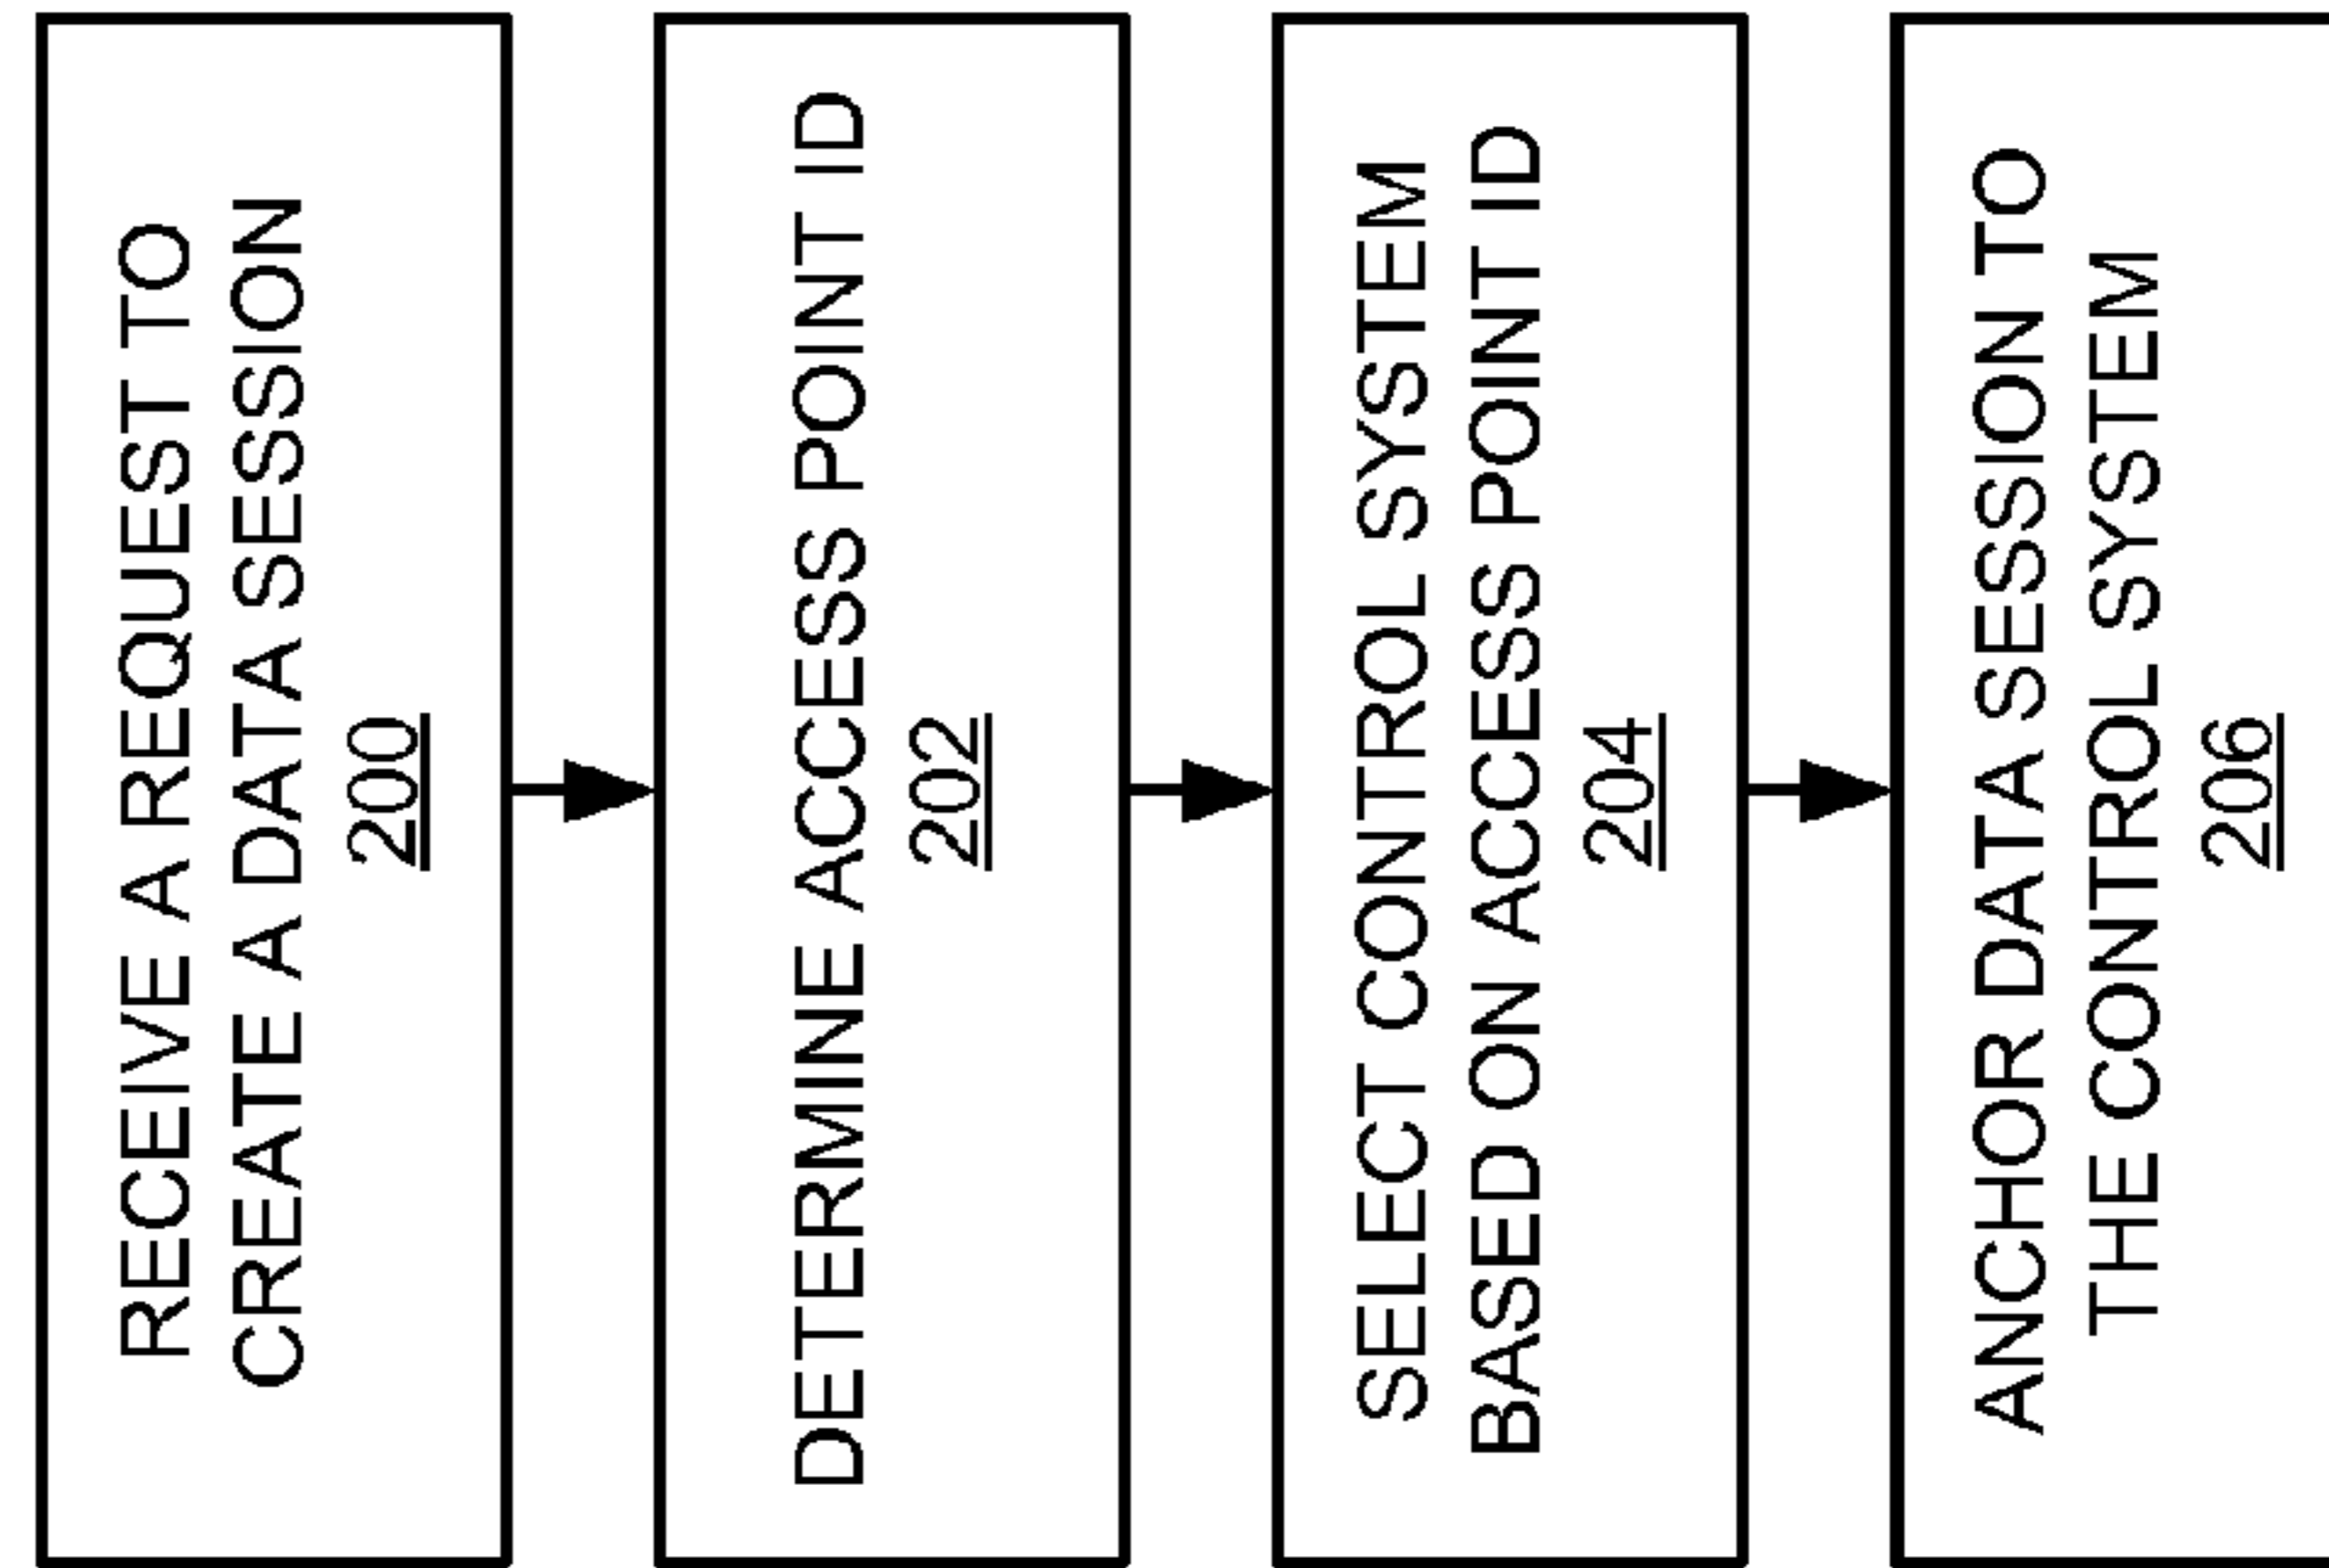 RECEIVE A REQUEST TO
CREATE A DATA SESSION
200
DETERMINE ACCESS POINT ID
202
SELECT CONTROL SYSTEM
BASED ON ACCESS POINT ID
204
ANCHOR DATA SESSION TO
THE CONTROL SYSTEM
206